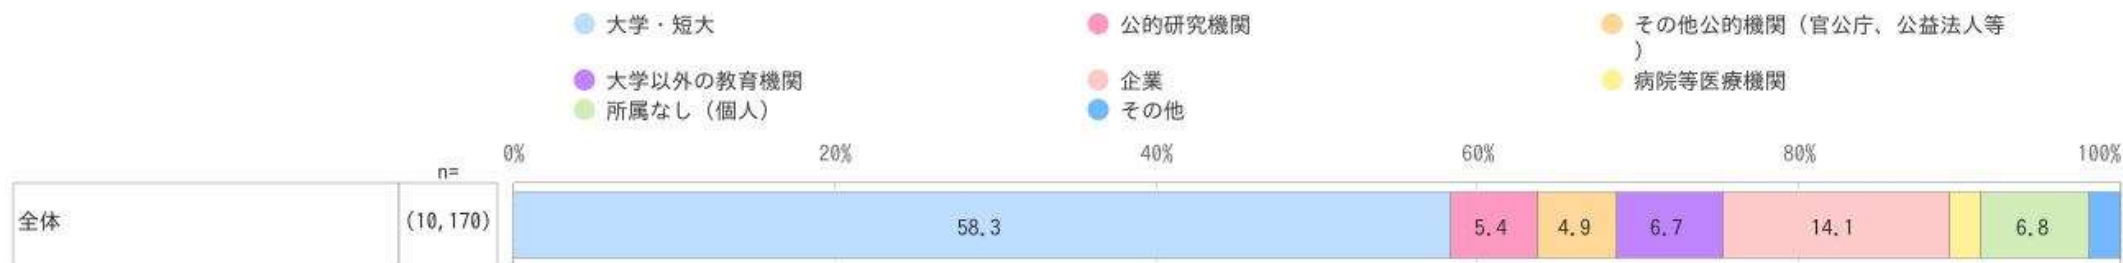 大学・短大
公的研究機関
その他公的機関（官公庁、公益法人等
）
大学以外の教育機関
企業
病院等医療機関
所属なし（個人）
その他
0%
20%
40%
60%
80%
100%
n=
全体
(10,170)
58.3
5.4
4.9
6.7
14.1
6.8